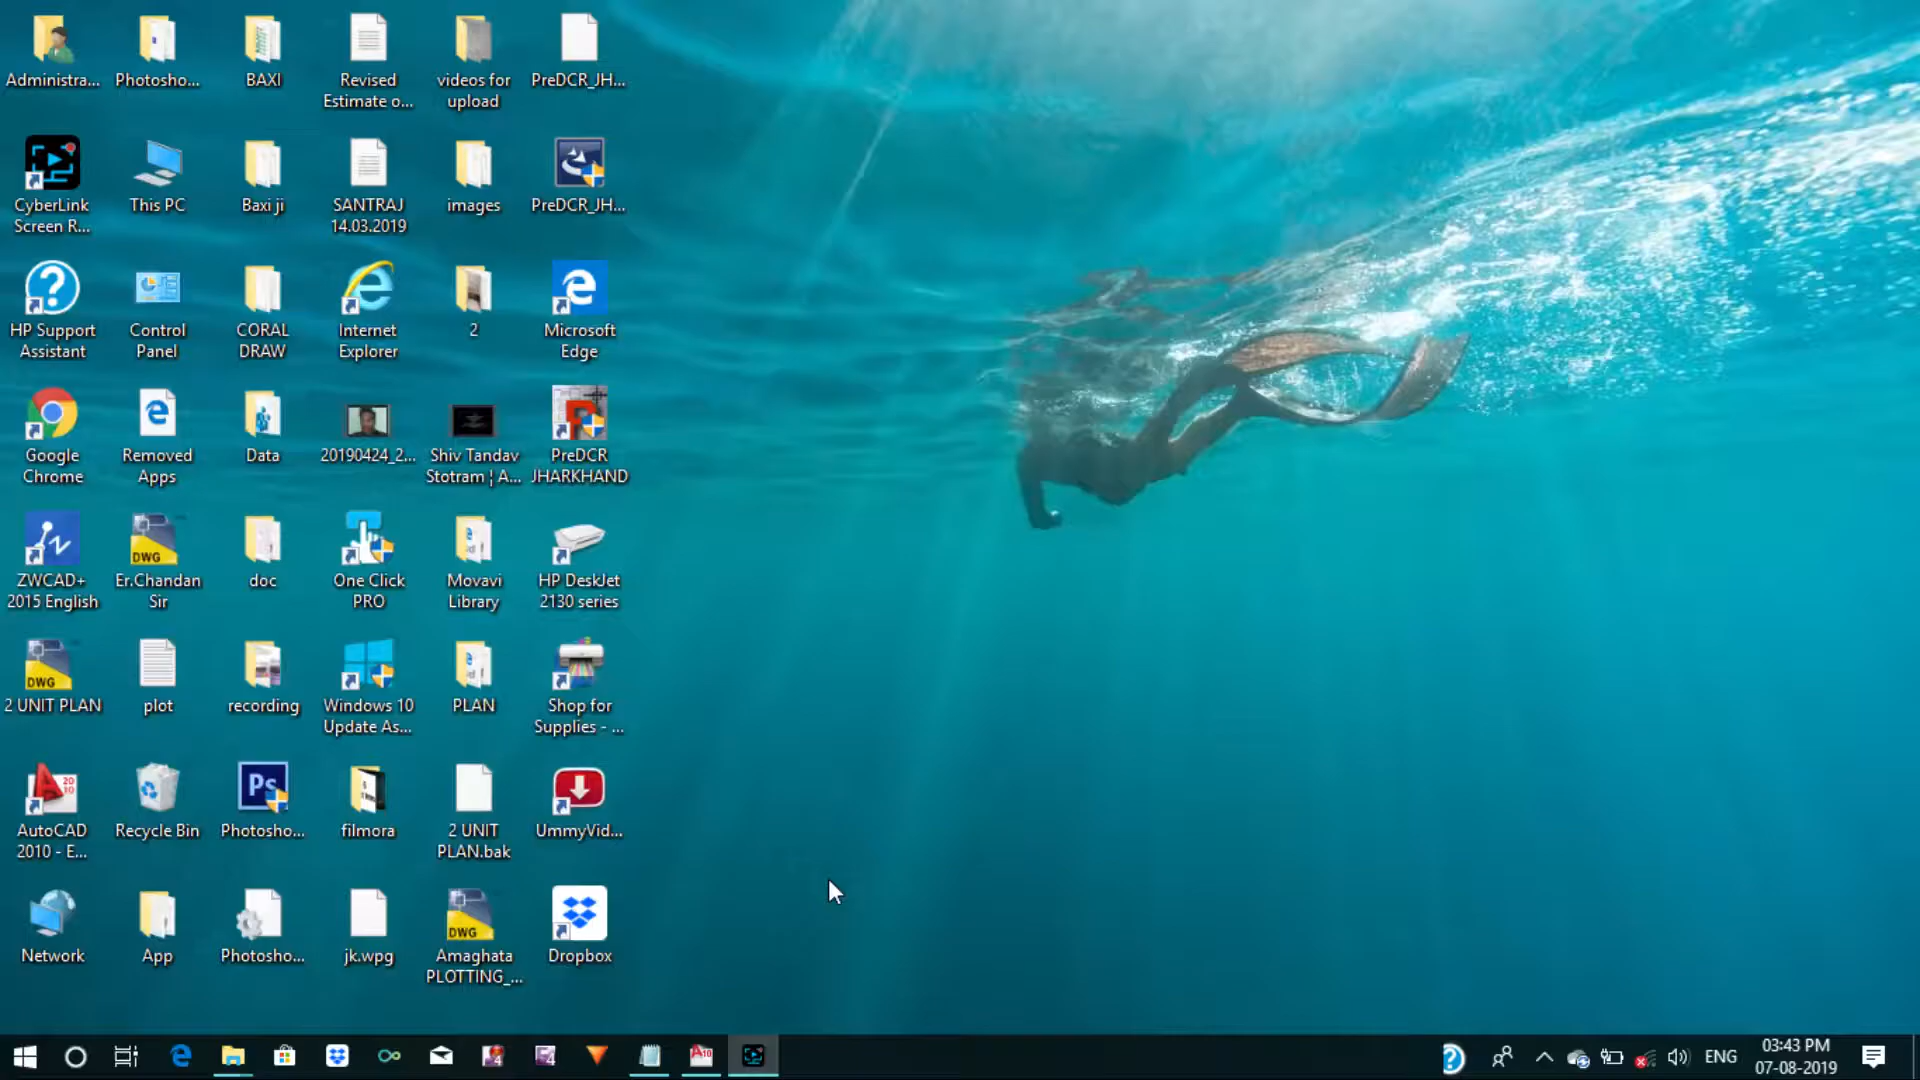 Administra...
Photosho...
BAXI
Revised
Estimate o...
videos for
upload
PreDCR_JH...
CyberLink
Screen R...
This PC
Baxi ji
SANTRAJ
14.03.2019
images
PreDCR_JH...
HP Support
Assistant
Control
Panel
CORAL
DRAW
Internet
Explorer
2
Microsoft
Edge
Google
Chrome
Removed
Apps
Data
20190424_2...
Shiv Tandav
Stotram ¦ A...
PreDCR
JHARKHAND
ZWCAD+
2015 English
DWG
Er.Chandan
Sir
doc
One Click
PRO
Movavi
Library
HP DeskJet
2130 series
DWG
2 UNIT PLAN
plot
recording
Windows 10
Update As...
PLAN
Shop for
Supplies - ...
AutoCAD
2010 - E...
Recycle Bin
Ps
Photosho...
filmora
2 UNIT
PLAN.bak
UmmyVid...
Network
App
Photosho...
jk.wpg
DWG
Amaghata
PLOTTING_...
Dropbox
ENG
03:43 PM
07-08-2019